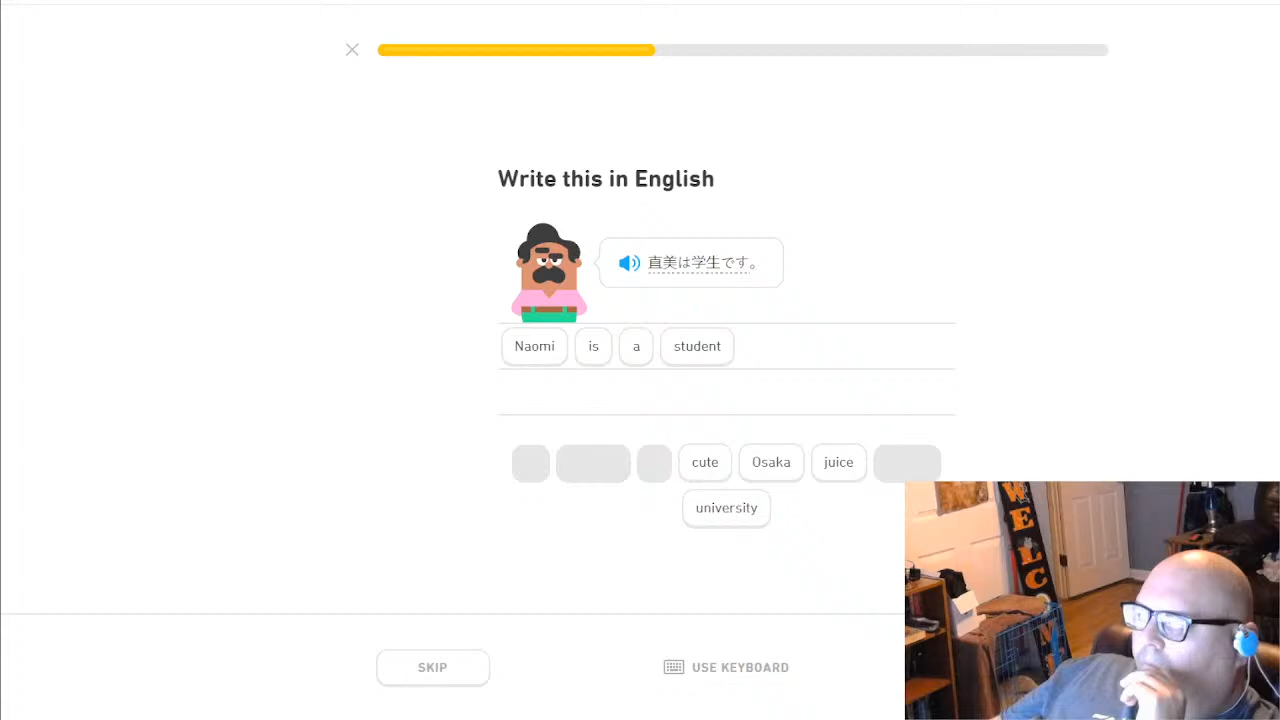 Write this in English
直美は学生です。
Naomi is a student
cute Osaka juice
university
SKIP USE KEYBOARD
WELC